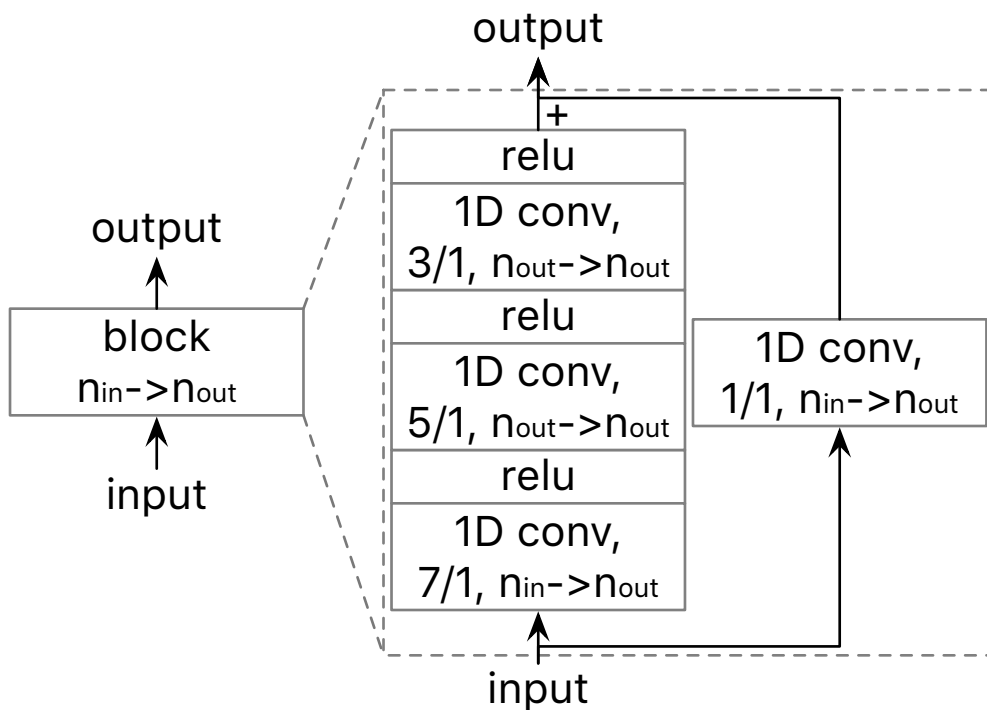 output
block
nin->nout
input
output
+
relu
1D conv,
3/1, nout->nout
relu
1D conv,
5/1, nout->nout
relu
1D conv,
7/1, nin->nout
input
1D conv,
1/1, nin->nout